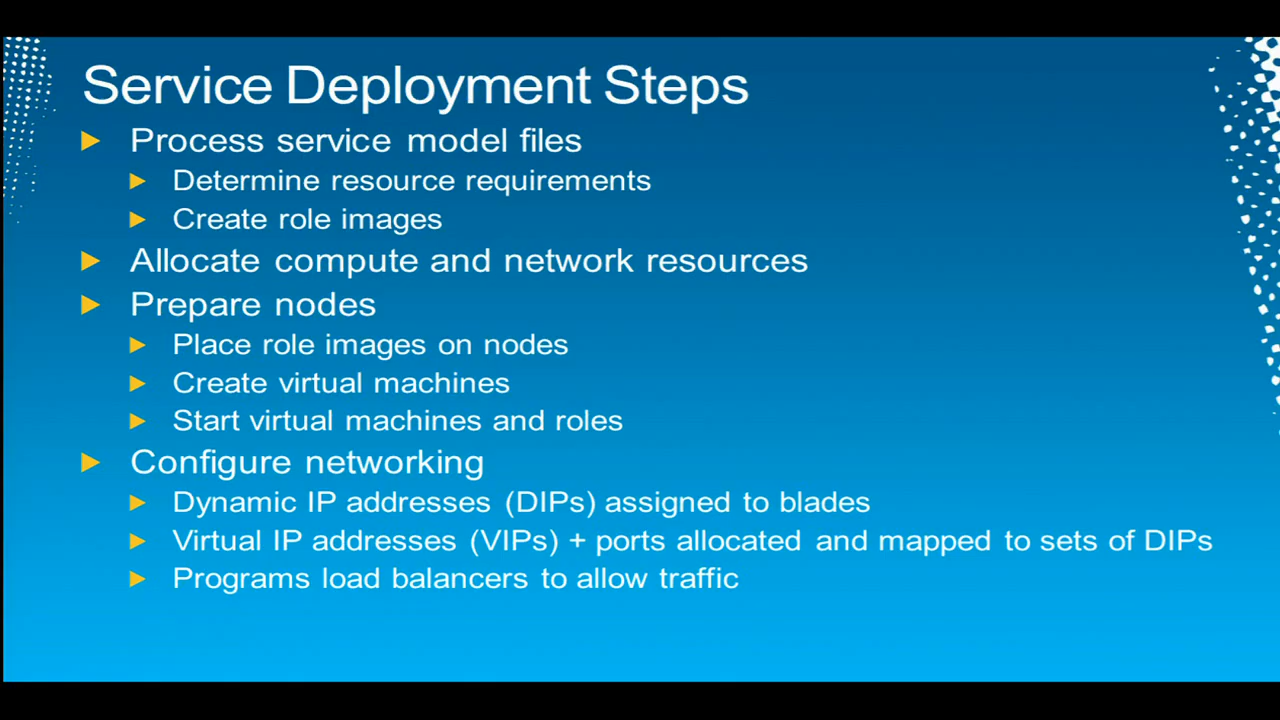 Service Deployment Steps
Process service model files
Determine resource requirements
Create role images
Allocate compute and network resources
Prepare nodes
Place role images on nodes
Create virtual machines
Start virtual machines and roles
Configure networking
Dynamic IP addresses (DIPs) assigned to blades
Virtual IP addresses (VIPs) + ports allocated and mapped to sets of DIPs
Programs load balancers to allow traffic